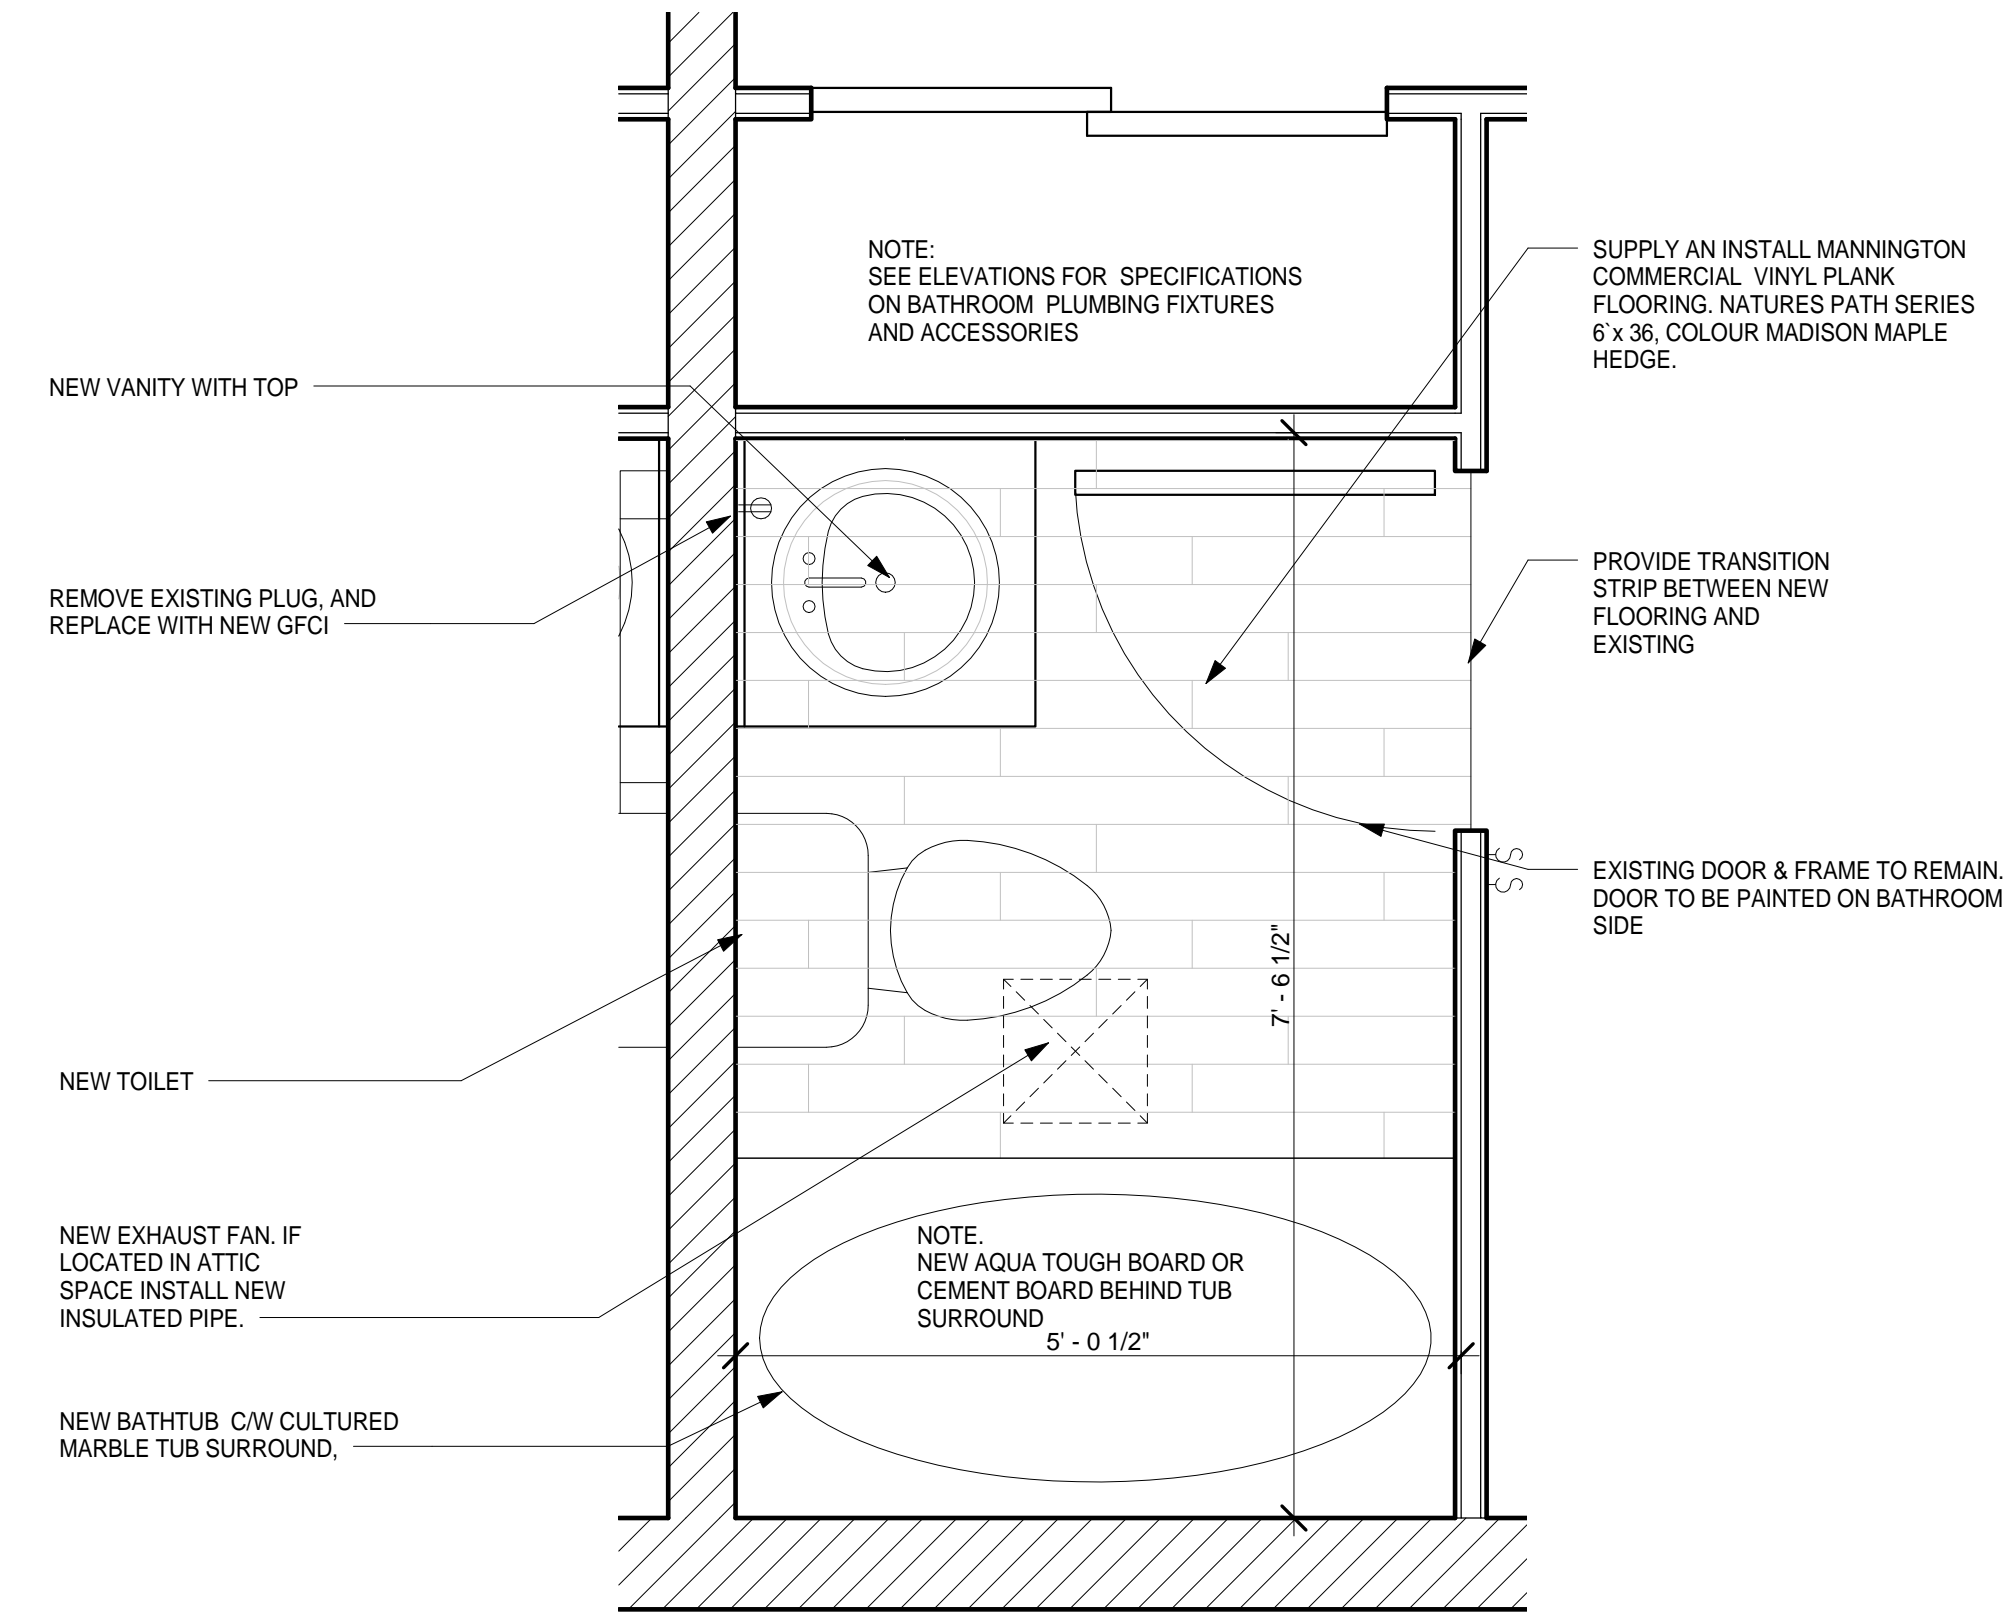 NOTE:
SEE ELEVATIONS FOR SPECIFICATIONS
ON BATHROOM PLUMBING FIXTURES
AND ACCESSORIES
SUPPLY AN INSTALL MANNINGTON
COMMERCIAL VINYL PLANK
FLOORING. NATURES PATH SERIES
6`x 36, COLOUR MADISON MAPLE
HEDGE.
NEW VANITY WITH TOP
REMOVE EXISTING PLUG, AND
REPLACE WITH NEW GFCI
PROVIDE TRANSITION
STRIP BETWEEN NEW
FLOORING AND
EXISTING
S
S
EXISTING DOOR & FRAME TO REMAIN.
DOOR TO BE PAINTED ON BATHROOM
SIDE
7' - 6 1/2"
NEW TOILET
NEW EXHAUST FAN. IF
LOCATED IN ATTIC
SPACE INSTALL NEW
INSULATED PIPE.
NOTE.
NEW AQUA TOUGH BOARD OR
CEMENT BOARD BEHIND TUB
SURROUND
5' - 0 1/2"
NEW BATHTUB C/W CULTURED
MARBLE TUB SURROUND,